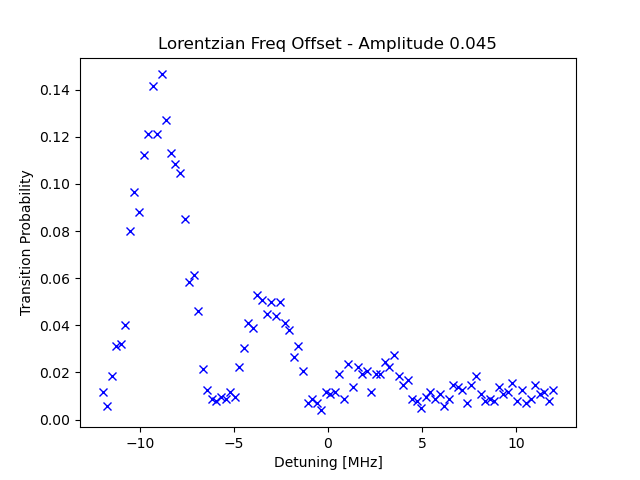 Lorentzian Freq Offset - Amplitude 0.045
Transition Probability
0.14
0.12
0.10
0.08
0.06
0.04
0.02
0.00
−10 −5 0 5 10
Detuning [MHz]